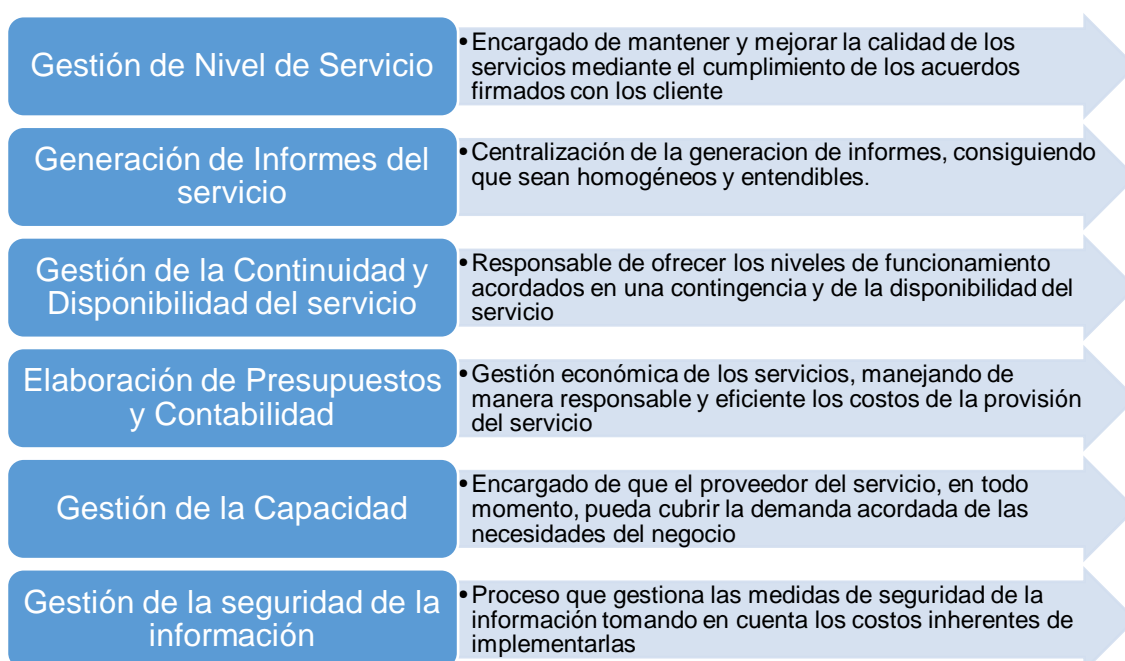 Gestión de Nivel de Servicio
•Encargado de mantener y mejorar la calidad de los
servicios mediante el cumplimiento de los acuerdos
firmados con los cliente
Generación de Informes del
servicio
•Centralización de la generacion de informes, consiguiendo
que sean homogéneos y entendibles.
Gestión de la Continuidad y
Disponibilidad del servicio
•Responsable de ofrecer los niveles de funcionamiento
acordados en una contingencia y de la disponibilidad del
servicio
Elaboración de Presupuestos
y Contabilidad
•Gestión económica de los servicios, manejando de
manera responsable y eficiente los costos de la provisión
del servicio
Gestión de la Capacidad
•Encargado de que el proveedor del servicio, en todo
momento, pueda cubrir la demanda acordada de las
necesidades del negocio
Gestión de la seguridad de la
información
•Proceso que gestiona las medidas de seguridad de la
información tomando en cuenta los costos inherentes de
implementarlas